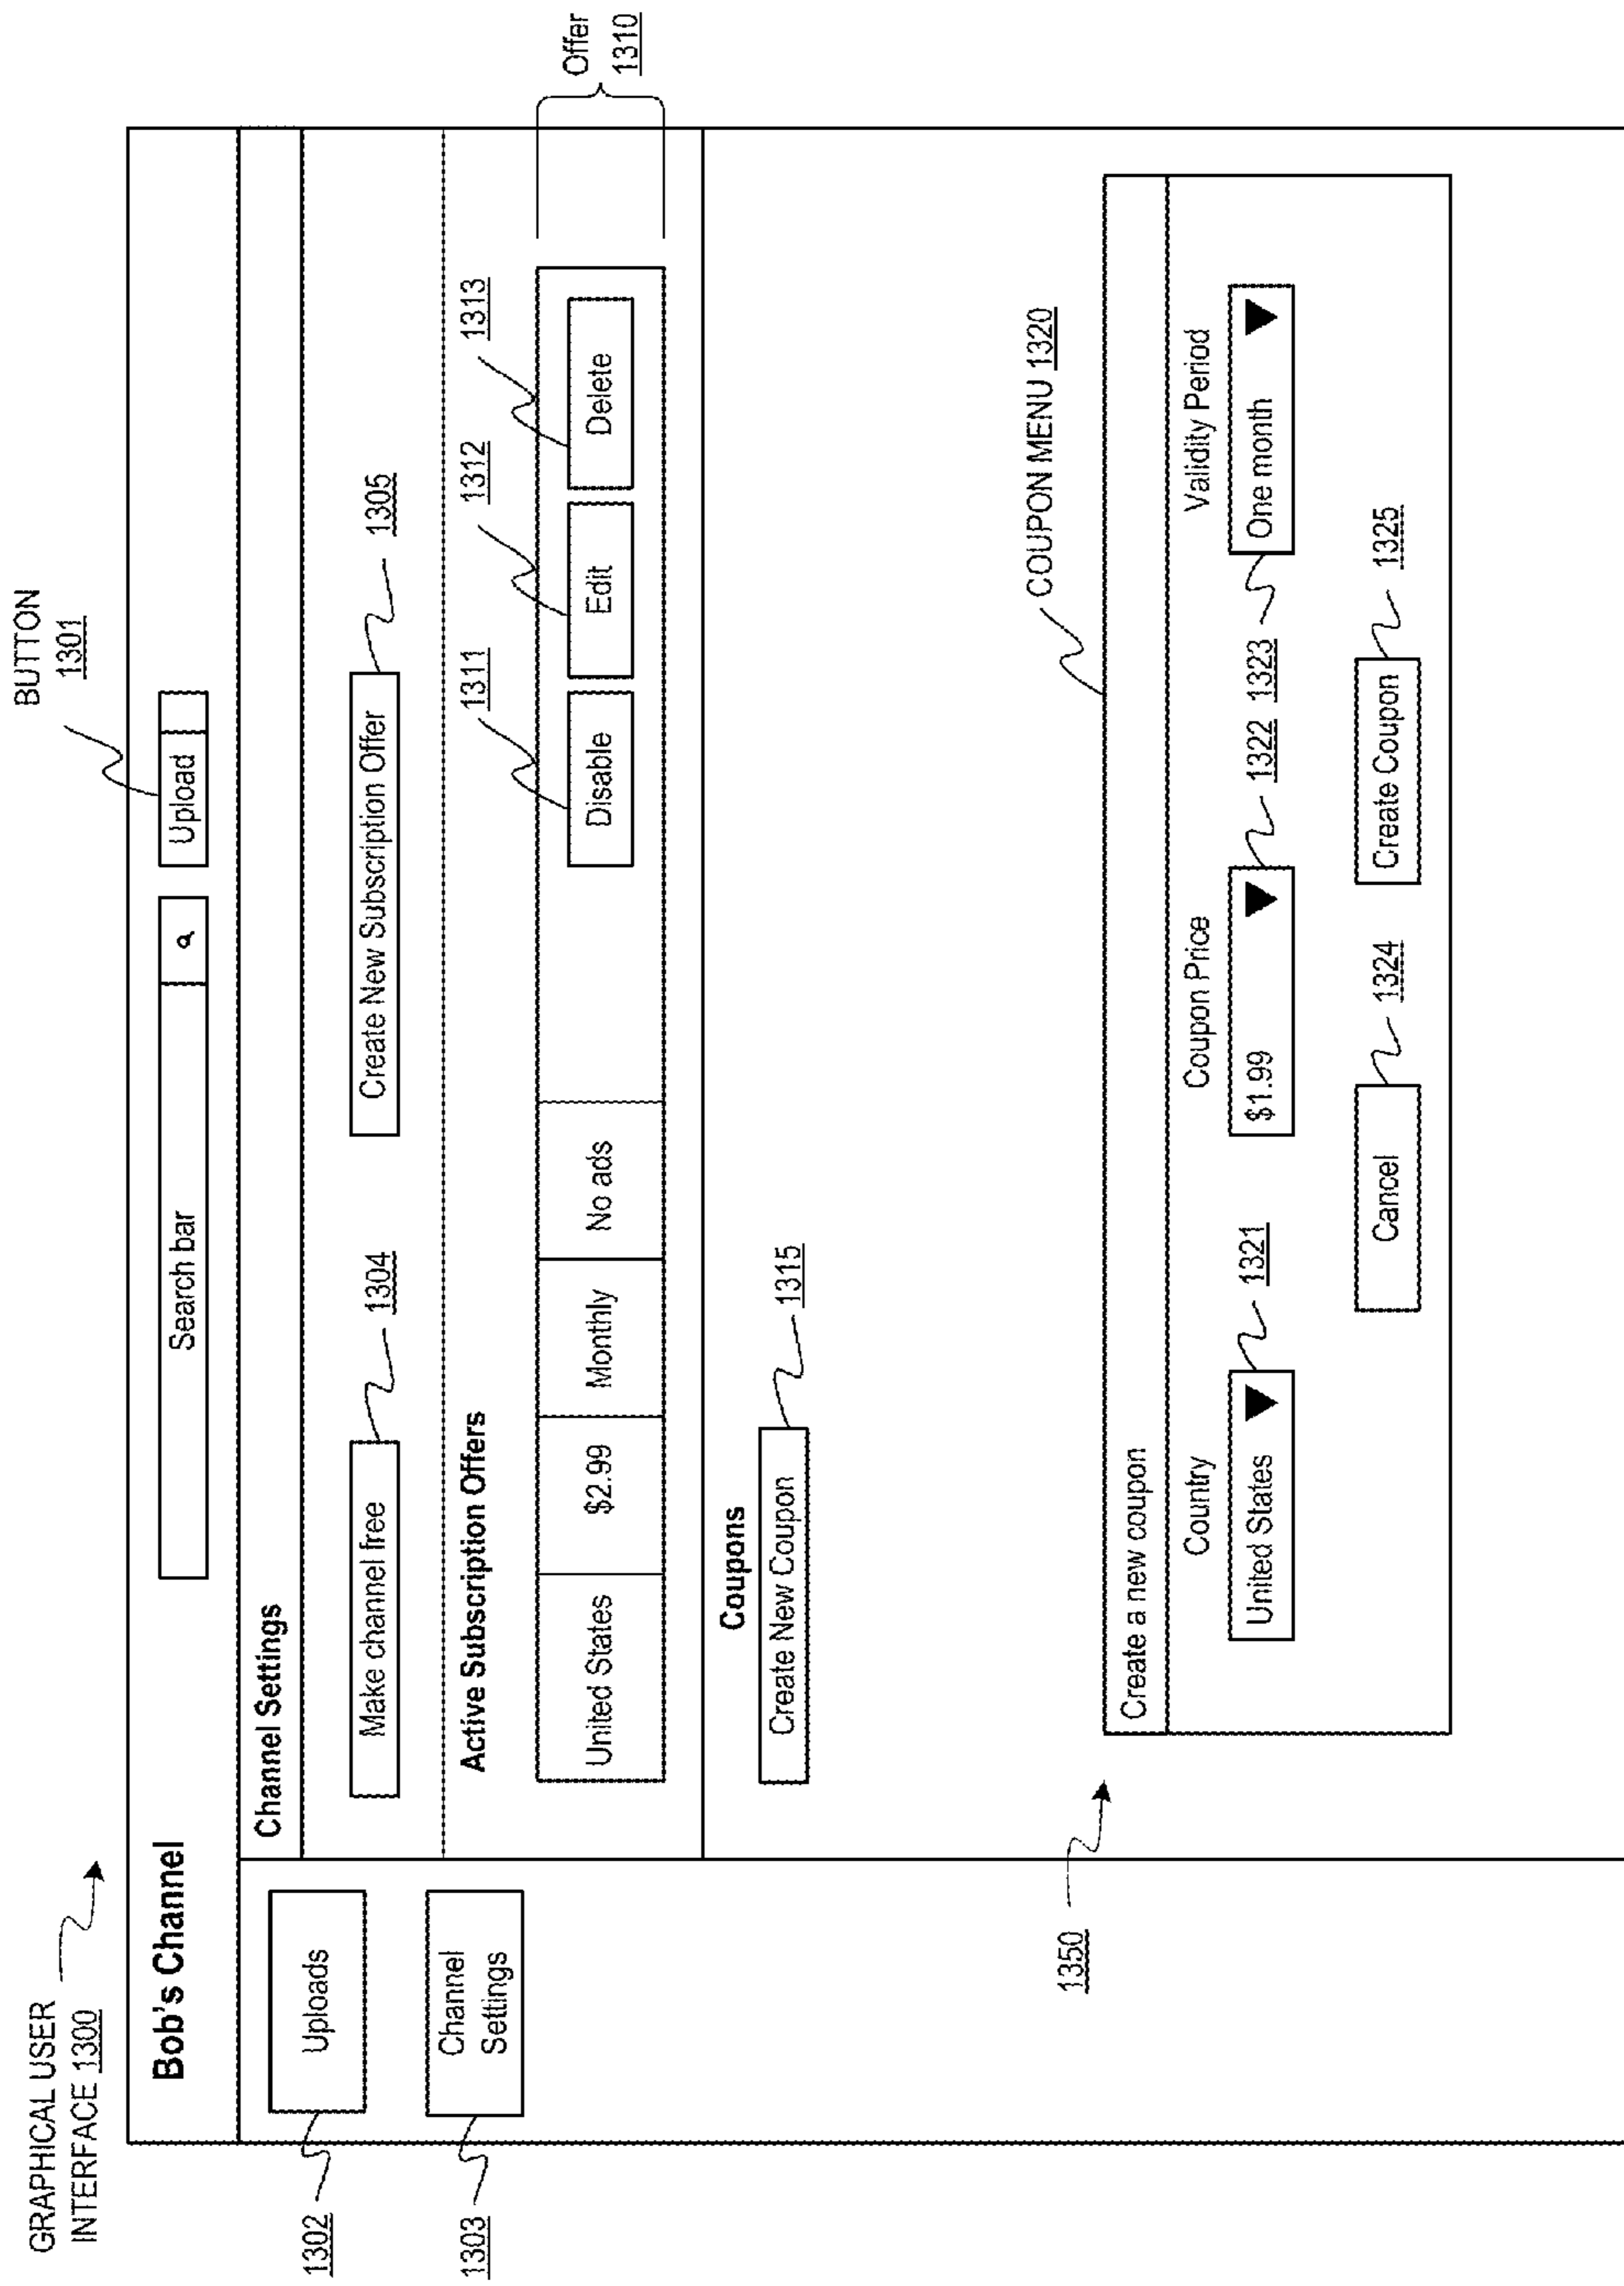 GRAPHICAL USER
INTERFACE 1300
BUTTON
1301
Bob's Channel
Search bar
Upload
1302
Uploads
1303
Channel
Settings
Channel Settings
Make channel free
1304
Create New Subscription Offer
1305
Active Subscription Offers
1311
1312
1313
United States
$2.99
Monthly
No ads
Disable
Edit
Delete
Offer
1310
Coupons
Create New Coupon
1315
1350
COUPON MENU 1320
Create a new coupon
Country
Coupon Price
Validity Period
United States
1321
$1.99
1322
1323
One month
Cancel
1324
Create Coupon
1325